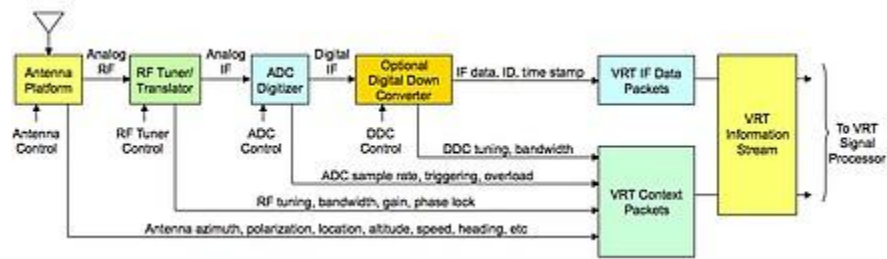 Analog
RF
Analog
IF
Digital
IF
Antenna
Platform
RF Tuner/
Translator
ADC
Digitizer
Optional
Digital Down
Converter
IF data, ID, time stamp
VRT IF Data
Packets
Antenna
Control
RF Tuner
Control
ADC
Control
DDC
Control
DDC tuning, bandwidth
ADC sample rate, triggering, overload
RF tuning, bandwidth, gain, phase lock
Antenna azimuth, polarization, location, altitude, speed, heading, etc
VRT Context
Packets
VRT
Information
Stream
To VRT
Signal
Processor